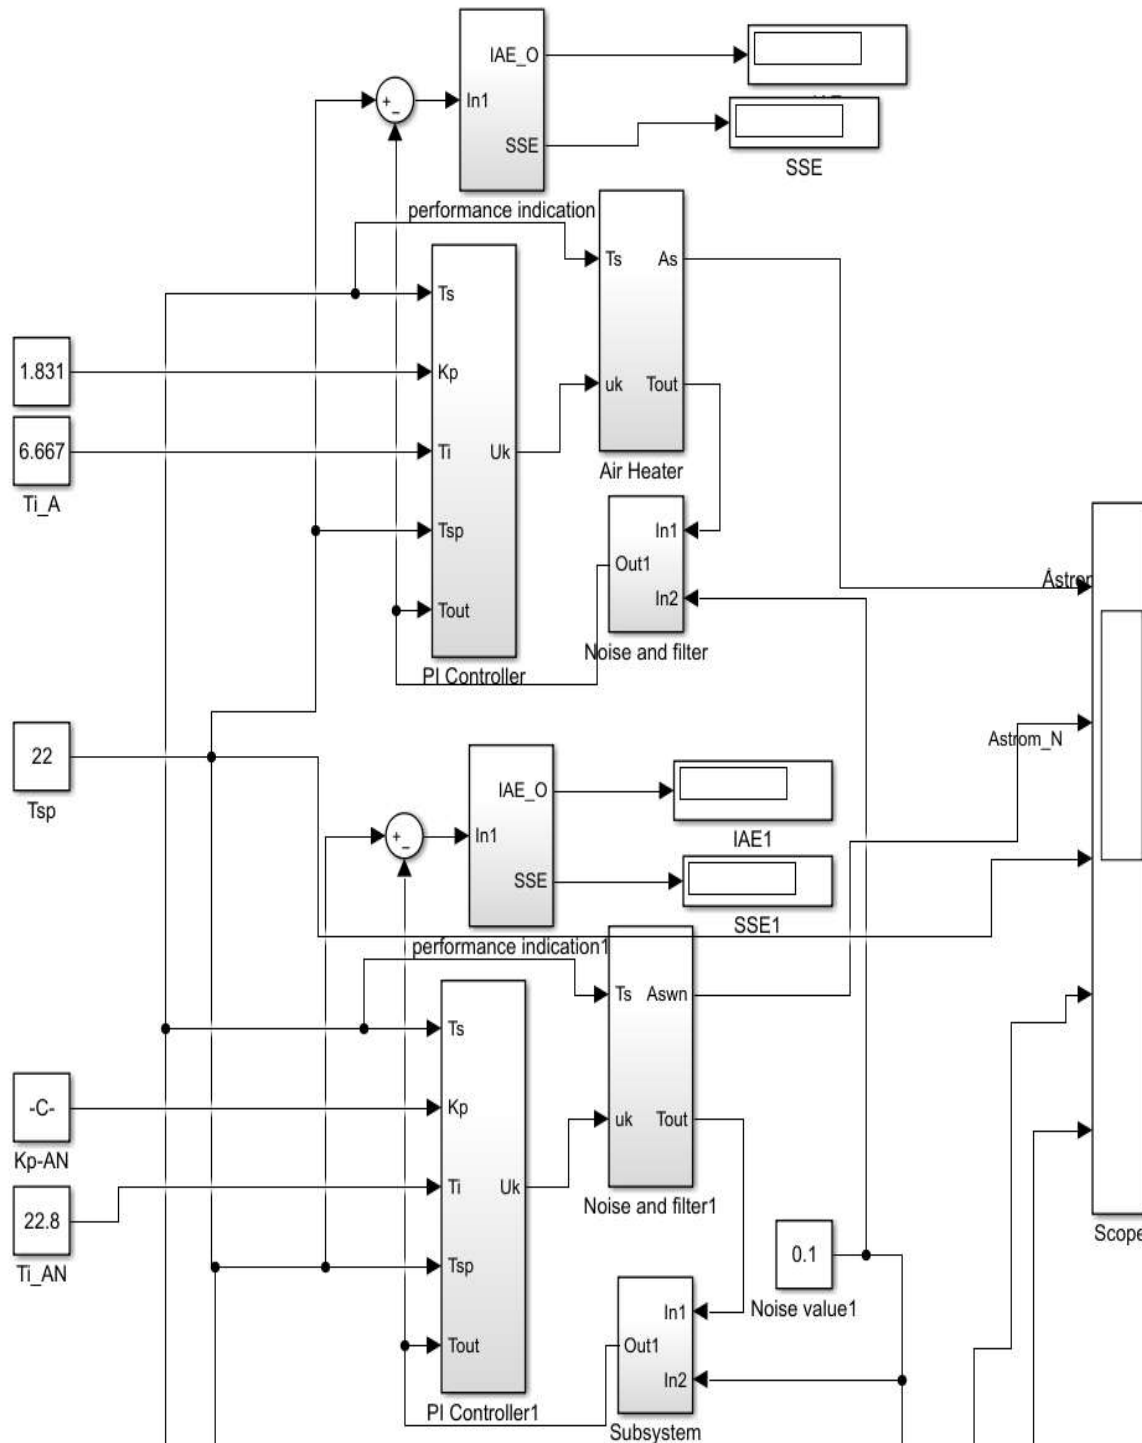 IAE_O
In1
SSE
SSE
performance indication
Ts
As
uk
Tout
Air Heater
Ts
Kp
Ti
Uk
Tsp
Tout
PI Controller
1.831
6.667
Ti_A
In1
Out1
In2
Noise and filter
22
Tsp
Astrom_N
IAE_O
In1
SSE
IAE1
SSE1
performance indication1
Ts
Aswn
uk
Tout
Noise and filter1
Ts
Kp
Ti
Uk
Tsp
Tout
PI Controller1
-C-
Kp-AN
22.8
Ti_AN
0.1
Noise value1
In1
Out1
In2
Subsystem
Scope